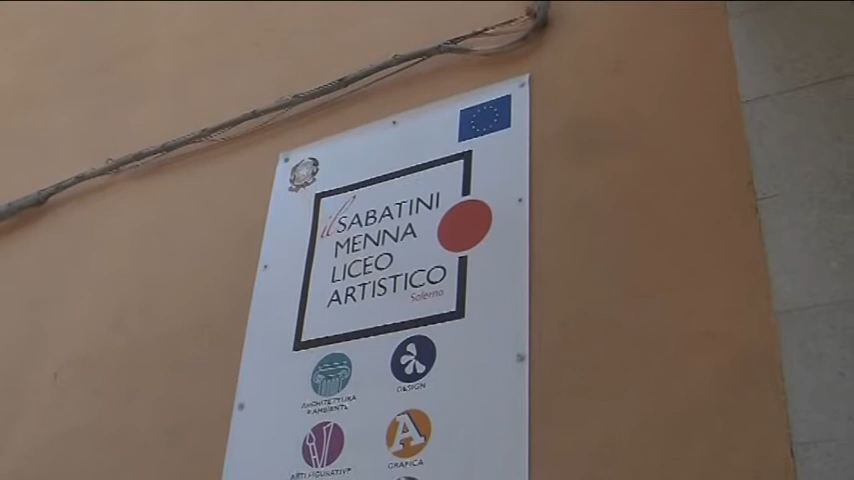 il SABATINI
MENNA
LICEO
ARTISTICO
Salerno
ARCHITETTURA
E AMBIENTE
DESIGN
ARTI FIGURATIVE
A
GRAFICA